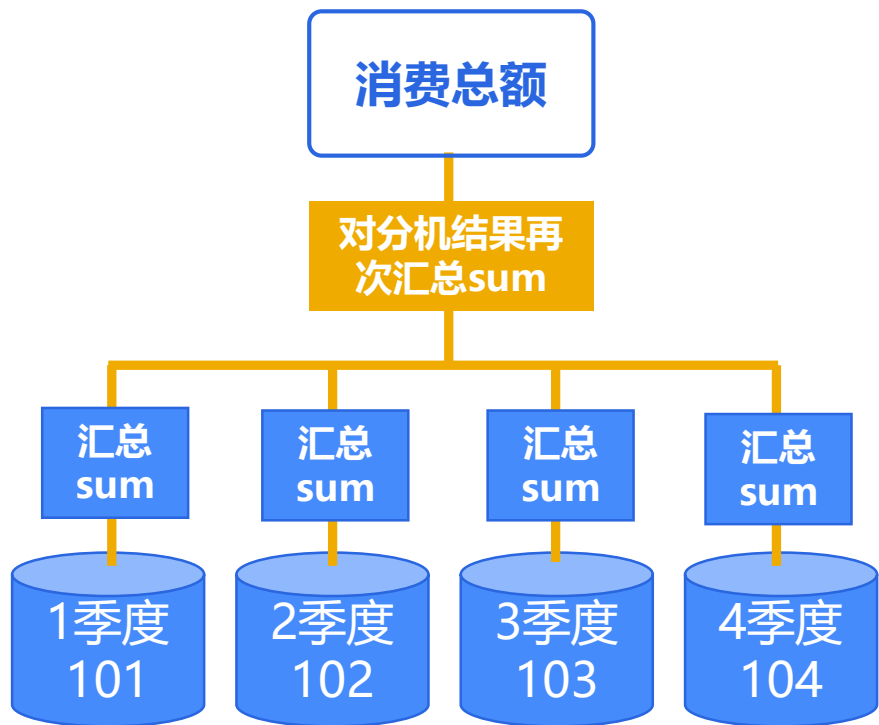 消费总额
对分机结果再
次汇总sum
汇总
sum
汇总
sum
汇总
sum
汇总
sum
1季度
101
2季度
102
3季度
103
4季度
104